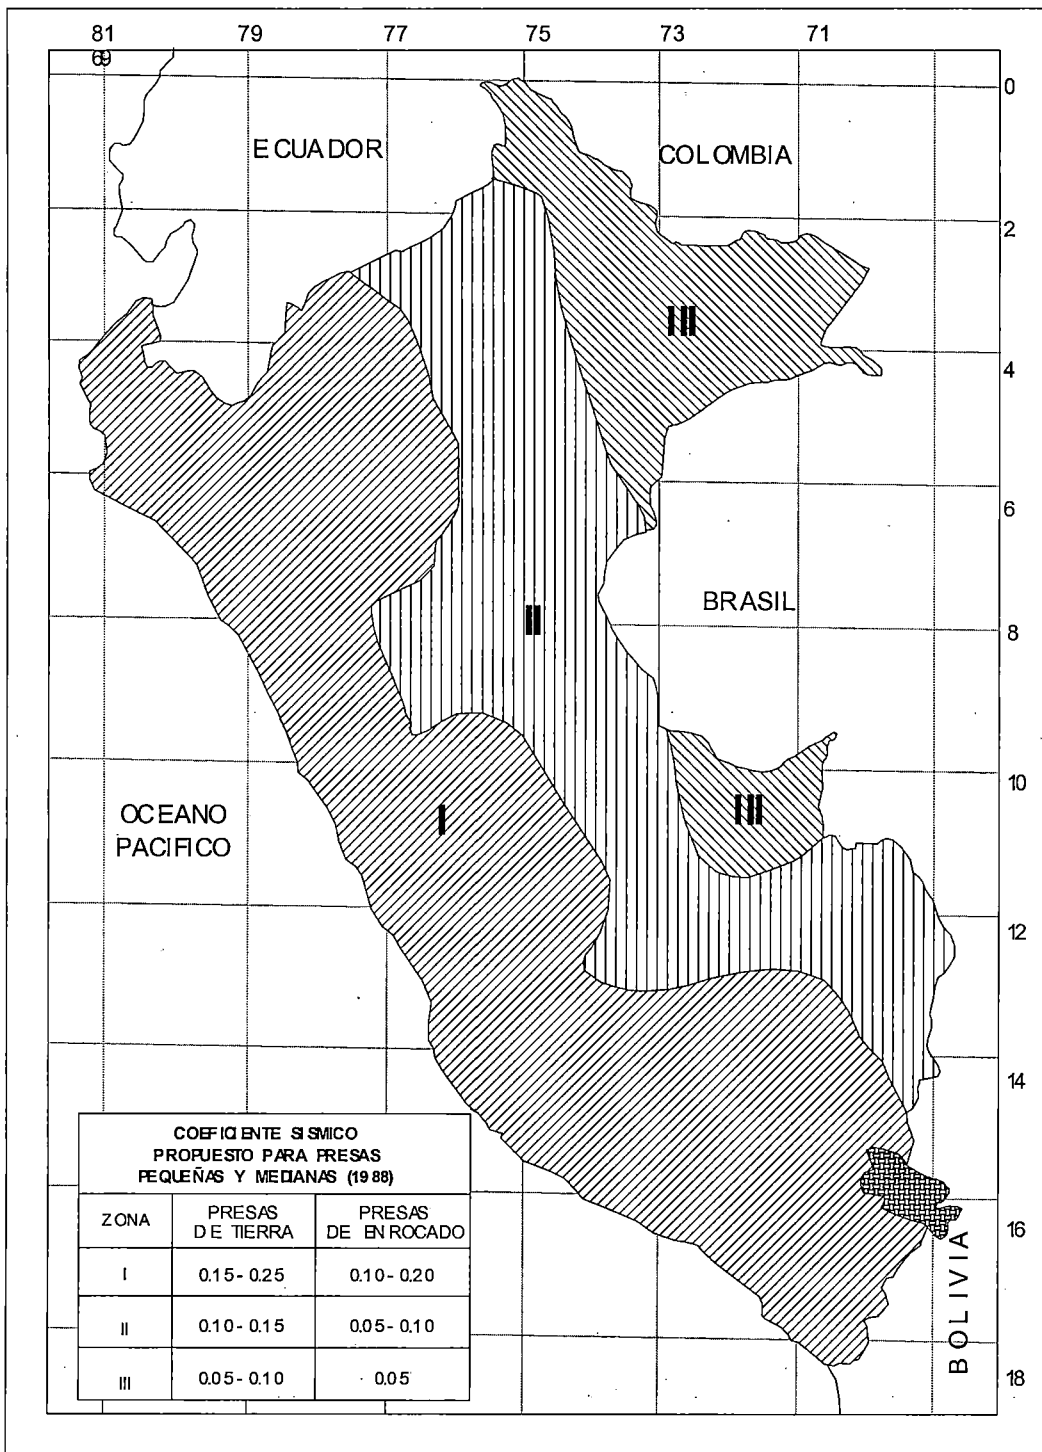 81 79 77 75 73 71
69
0
ECUADOR
COLOMBIA
2
III
4
6
BRASIL
II
8
10
III
I
OCEANO
PACIFICO
12
14
COEFICIENTE SISMICO
PROPUESTO PARA PRESAS
PEQUEÑAS Y MEDIANAS (1988)
ZONA PRESAS DE TIERRA PRESAS DE ENROCADO
I 0.15 - 0.25 0.10 - 0.20
II 0.10 - 0.15 0.05 - 0.10
III 0.05 - 0.10 0.05
16
BOLIVIA
18